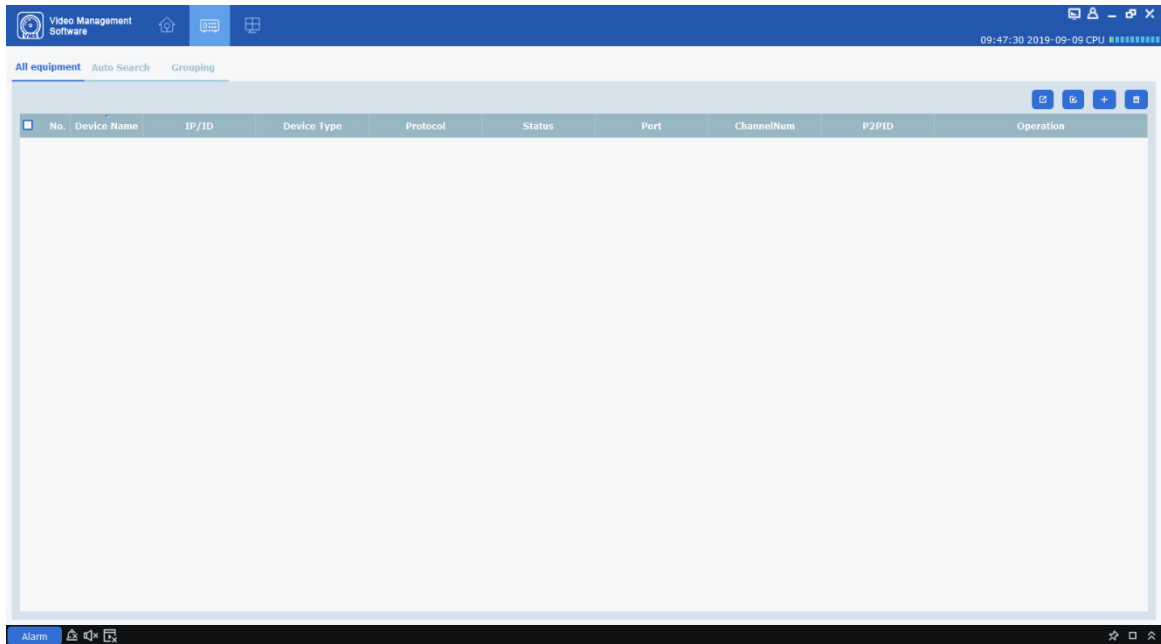 Video Management
Software
09:47:30 2019-09-09 CPU
All equipment Auto Search Grouping
No. Device Name IP/ID Device Type Protocol Status Port ChannelNum P2PID Operation
Alarm